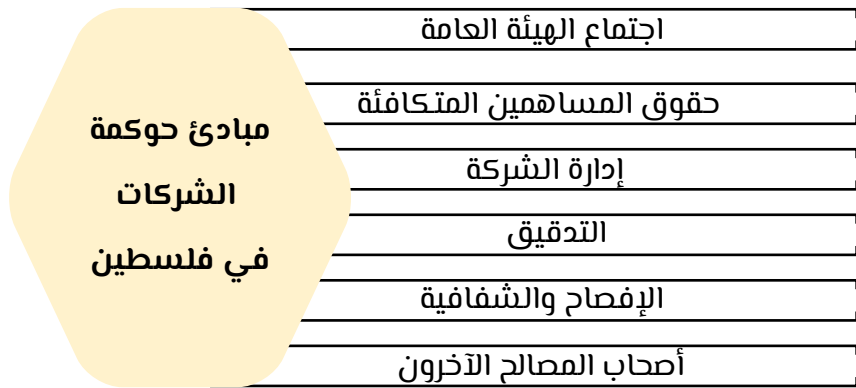 مبادئ حوكمة
الشركات
في فلسطين
اجتماع الهيئة العامة
حقوق المساهمين المتكافئة
إدارة الشركة
التدقيق
الإفصاح والشفافية
أصحاب المصالح الآخرون